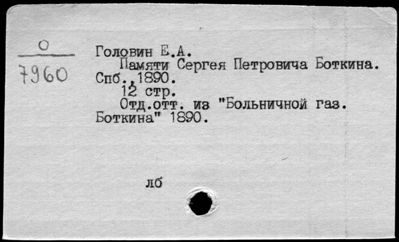 О
7960
Головин Е.А.
Памяти Сергея Петровича Боткина.
Спб., 1890.
12 стр.
Отд.отт. из "Больничной газ.
Боткина" 1890.
лб